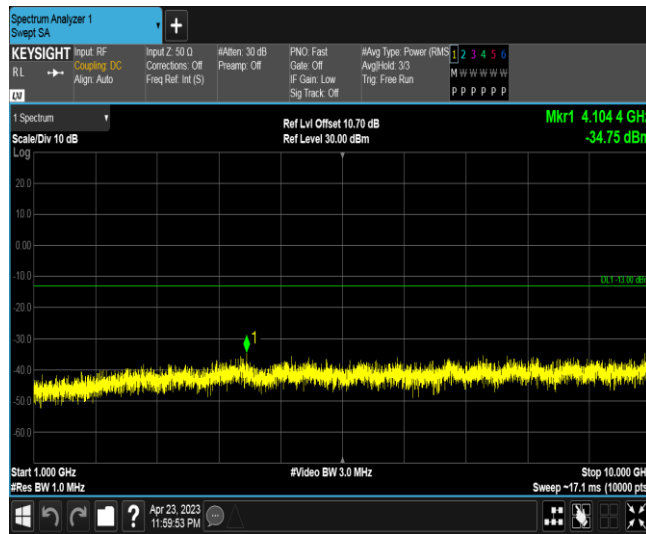 Spectrum Analyzer 1
Swept SA
+
KEYSIGHT
RL
LXI
Input: RF
Coupling: DC
Align: Auto
Input Z: 50 Ω
Corrections: Off
Freq Ref: Int (S)
#Atten: 30 dB
Preamp: Off
PNO: Fast
Gate: Off
IF Gain: Low
Sig Track: Off
#Avg Type: Power (RMS
Avg|Hold: 3/3
Trig: Free Run
1 2 3 4 5 6
M W W W W W
P P P P P P
1 Spectrum
Scale/Div 10 dB
Log
Ref Lvl Offset 10.70 dB
Ref Level 30.00 dBm
Mkr1 4.104 4 GHz
-34.75 dBm
20.0
10.0
0.00
-10.0
DL1 -13.00 dBm
-20.0
-30.0
1
-40.0
-50.0
-60.0
Start 1.000 GHz
#Res BW 1.0 MHz
#Video BW 3.0 MHz
Stop 10.000 GH
Sweep ~17.1 ms (10000 pts
?
Apr 23, 2023
11:59:53 PM